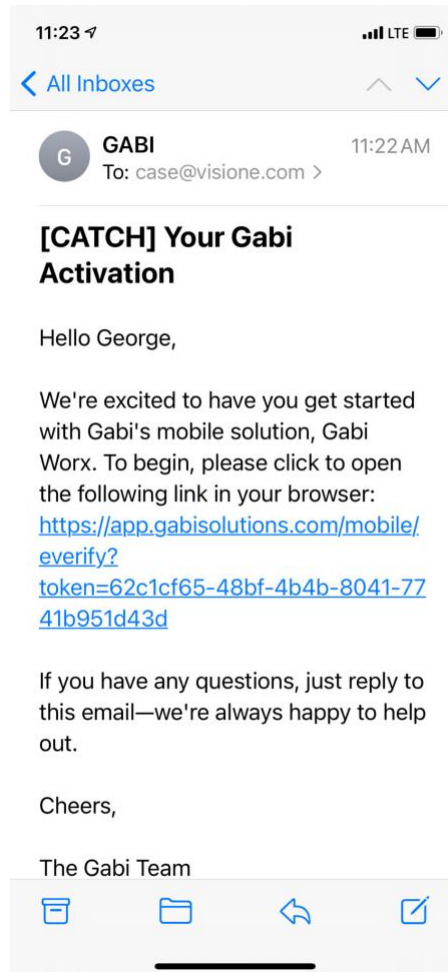 11:23
LTE
All Inboxes
G
GABI
11:22 AM
To: case@visione.com
[CATCH] Your Gabi
Activation
Hello George,
We're excited to have you get started
with Gabi's mobile solution, Gabi
Worx. To begin, please click to open
the following link in your browser:
https://app.gabisolutions.com/mobile/
everify?
token=62c1cf65-48bf-4b4b-8041-77
41b951d43d
If you have any questions, just reply to
this email—we're always happy to help
out.
Cheers,
The Gabi Team